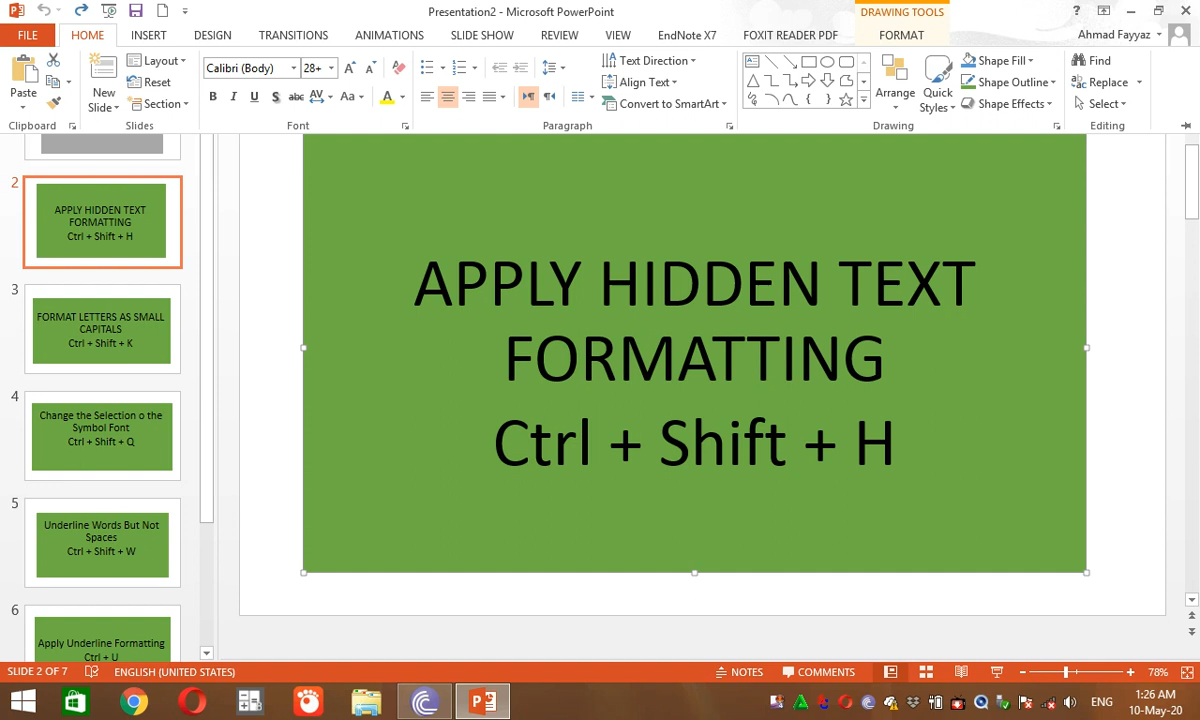 Presentation2 - Microsoft PowerPoint
DRAWING TOOLS
?
FILE
HOME
INSERT
DESIGN
TRANSITIONS
ANIMATIONS
SLIDE SHOW
REVIEW
VIEW
EndNote X7
FOXIT READER PDF
FORMAT
Ahmad Fayyaz
Paste
Clipboard
New
Slide
Layout
Reset
Section
Slides
Calibri (Body)
28+
B I U S abc AV Aa A
Font
Text Direction
Align Text
Convert to SmartArt
Paragraph
Arrange
Quick
Styles
Shape Fill
Shape Outline
Shape Effects
Drawing
Find
Replace
Select
Editing
2
APPLY HIDDEN TEXT
FORMATTING
Ctrl + Shift + H
3
FORMAT LETTERS AS SMALL
CAPITALS
Ctrl + Shift + K
4
Change the Selection o the
Symbol Font
Ctrl + Shift + Q
5
Underline Words But Not
Spaces
Ctrl + Shift + W
6
Apply Underline Formatting
Ctrl + U
APPLY HIDDEN TEXT
FORMATTING
Ctrl + Shift + H
SLIDE 2 OF 7
ENGLISH (UNITED STATES)
NOTES
COMMENTS
78%
ENG
1:26 AM
10-May-20